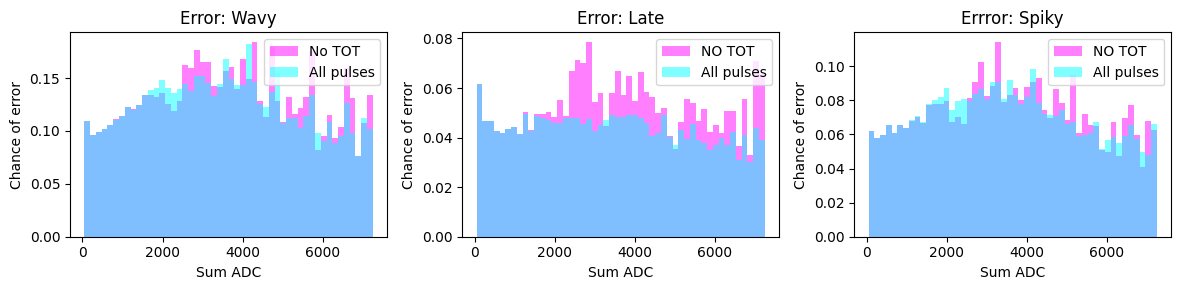 Error: Wavy
Chance of error
0.15
0.10
0.05
0.00
No TOT
All pulses
0
2000
4000
6000
Sum ADC
Error: Late
Chance of error
0.08
0.06
0.04
0.02
0.00
NO TOT
All pulses
0
2000
4000
6000
Sum ADC
Errror: Spiky
Chance of error
0.10
0.08
0.06
0.04
0.02
0.00
NO TOT
All pulses
0
2000
4000
6000
Sum ADC